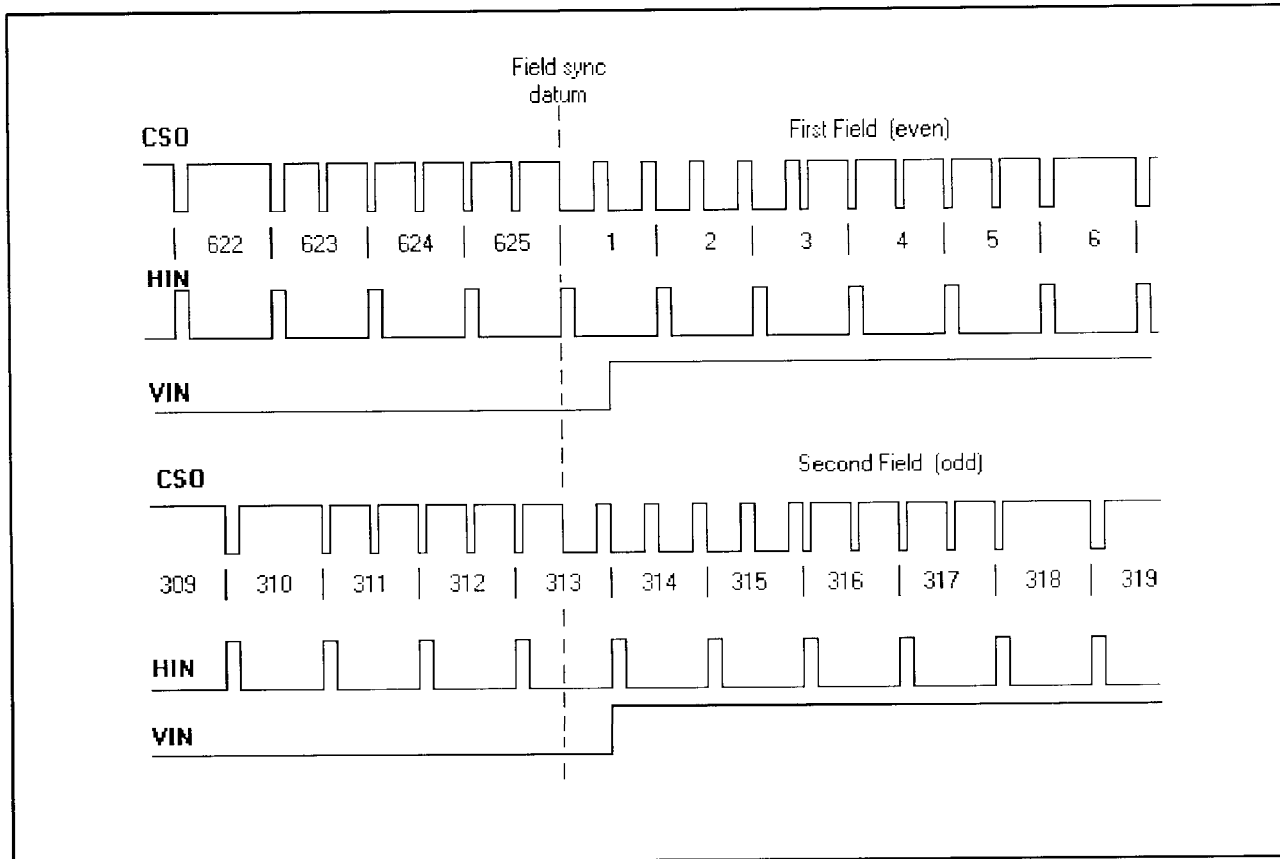 Field sync
datum
CSO
First Field (even)
622 623 624 625 1 2 3 4 5 6
HIN
VIN
CSO
Second Field (odd)
309 310 311 312 313 314 315 316 317 318 319
HIN
VIN